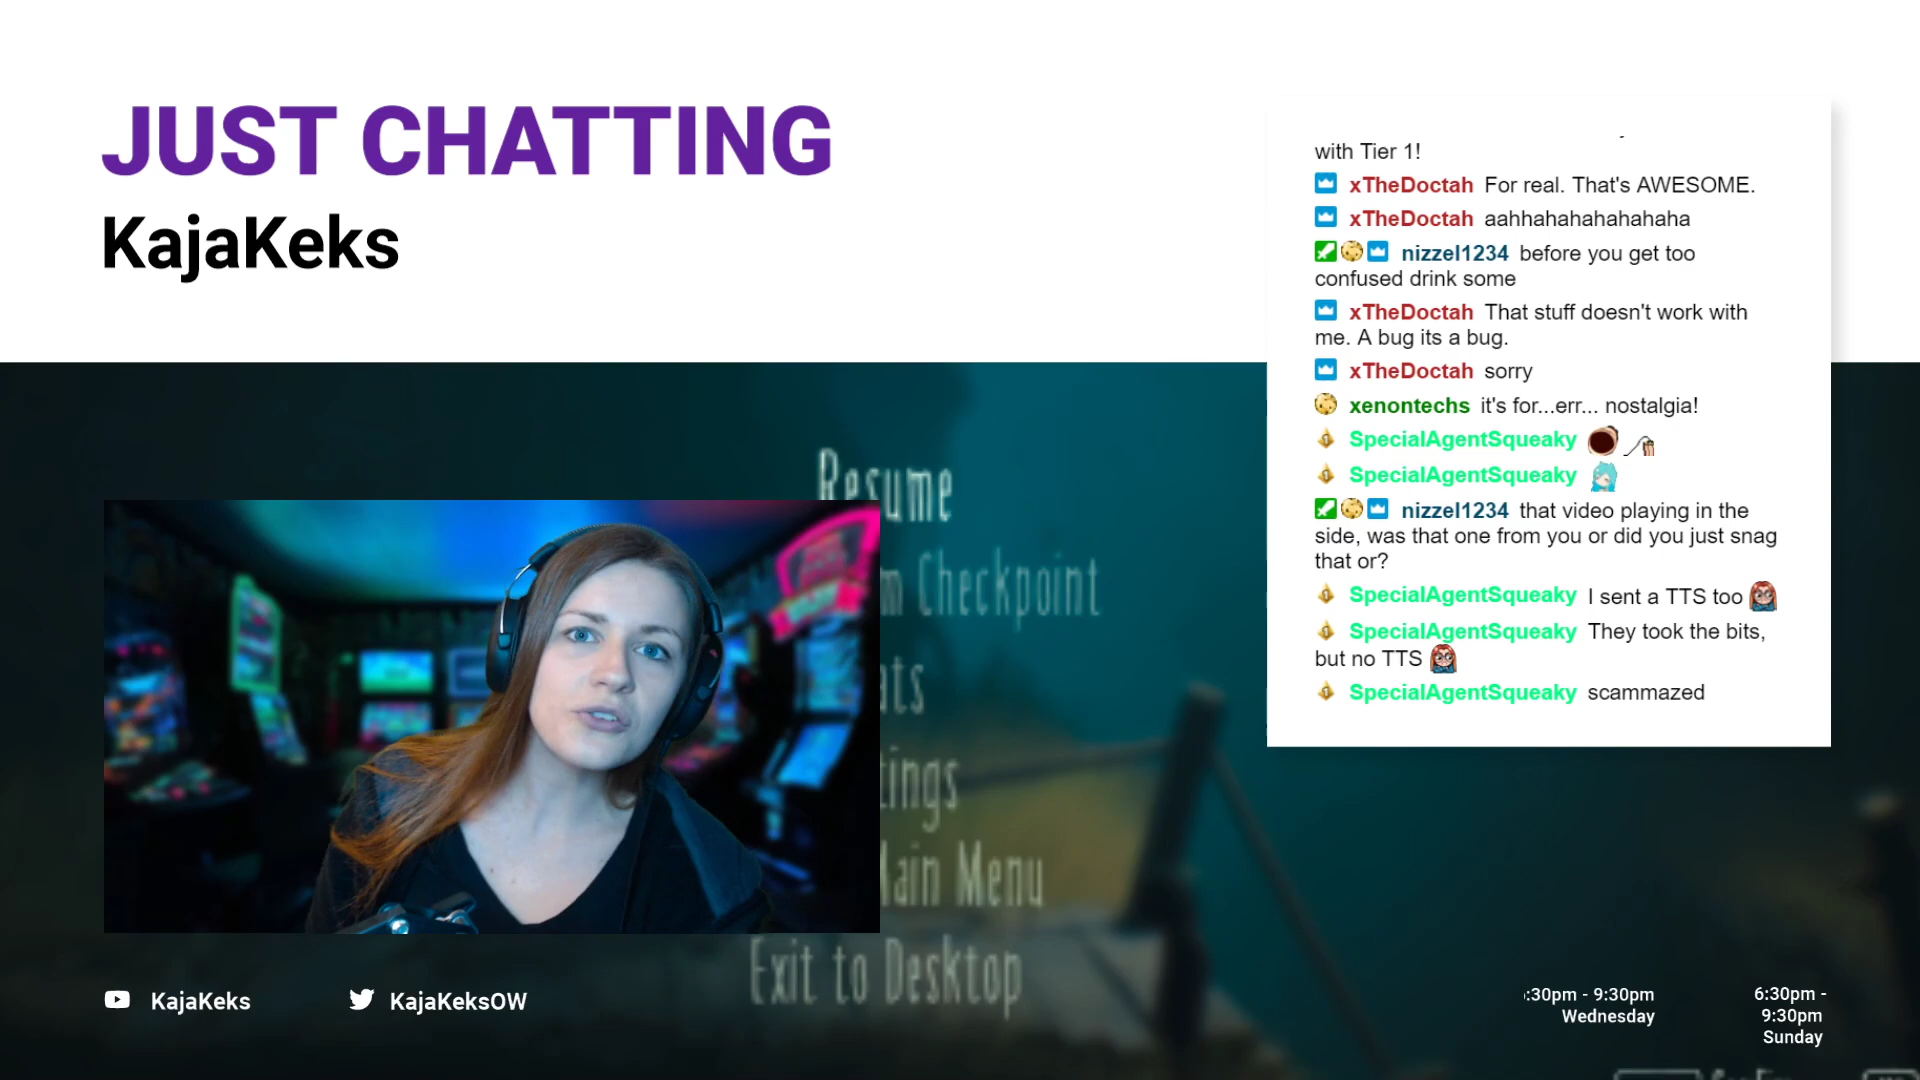 JUST CHATTING
KajaKeks
with Tier 1!
xTheDoctah For real. That's AWESOME.
xTheDoctah aahhahahahahahaha
nizzel1234 before you get too
confused drink some
xTheDoctah That stuff doesn't work with
me. A bug its a bug.
xTheDoctah sorry
xenontechs it's for...err... nostalgia!
SpecialAgentSqueaky
SpecialAgentSqueaky
nizzel1234 that video playing in the
side, was that one from you or did you just snag
that or?
SpecialAgentSqueaky I sent a TTS too
SpecialAgentSqueaky They took the bits,
but no TTS
SpecialAgentSqueaky scammazed
Resume
Checkpoint
Main Menu
Exit to Desktop
KajaKeks
KajaKeksOW
:30pm - 9:30pm
Wednesday
6:30pm -
9:30pm
Sunday